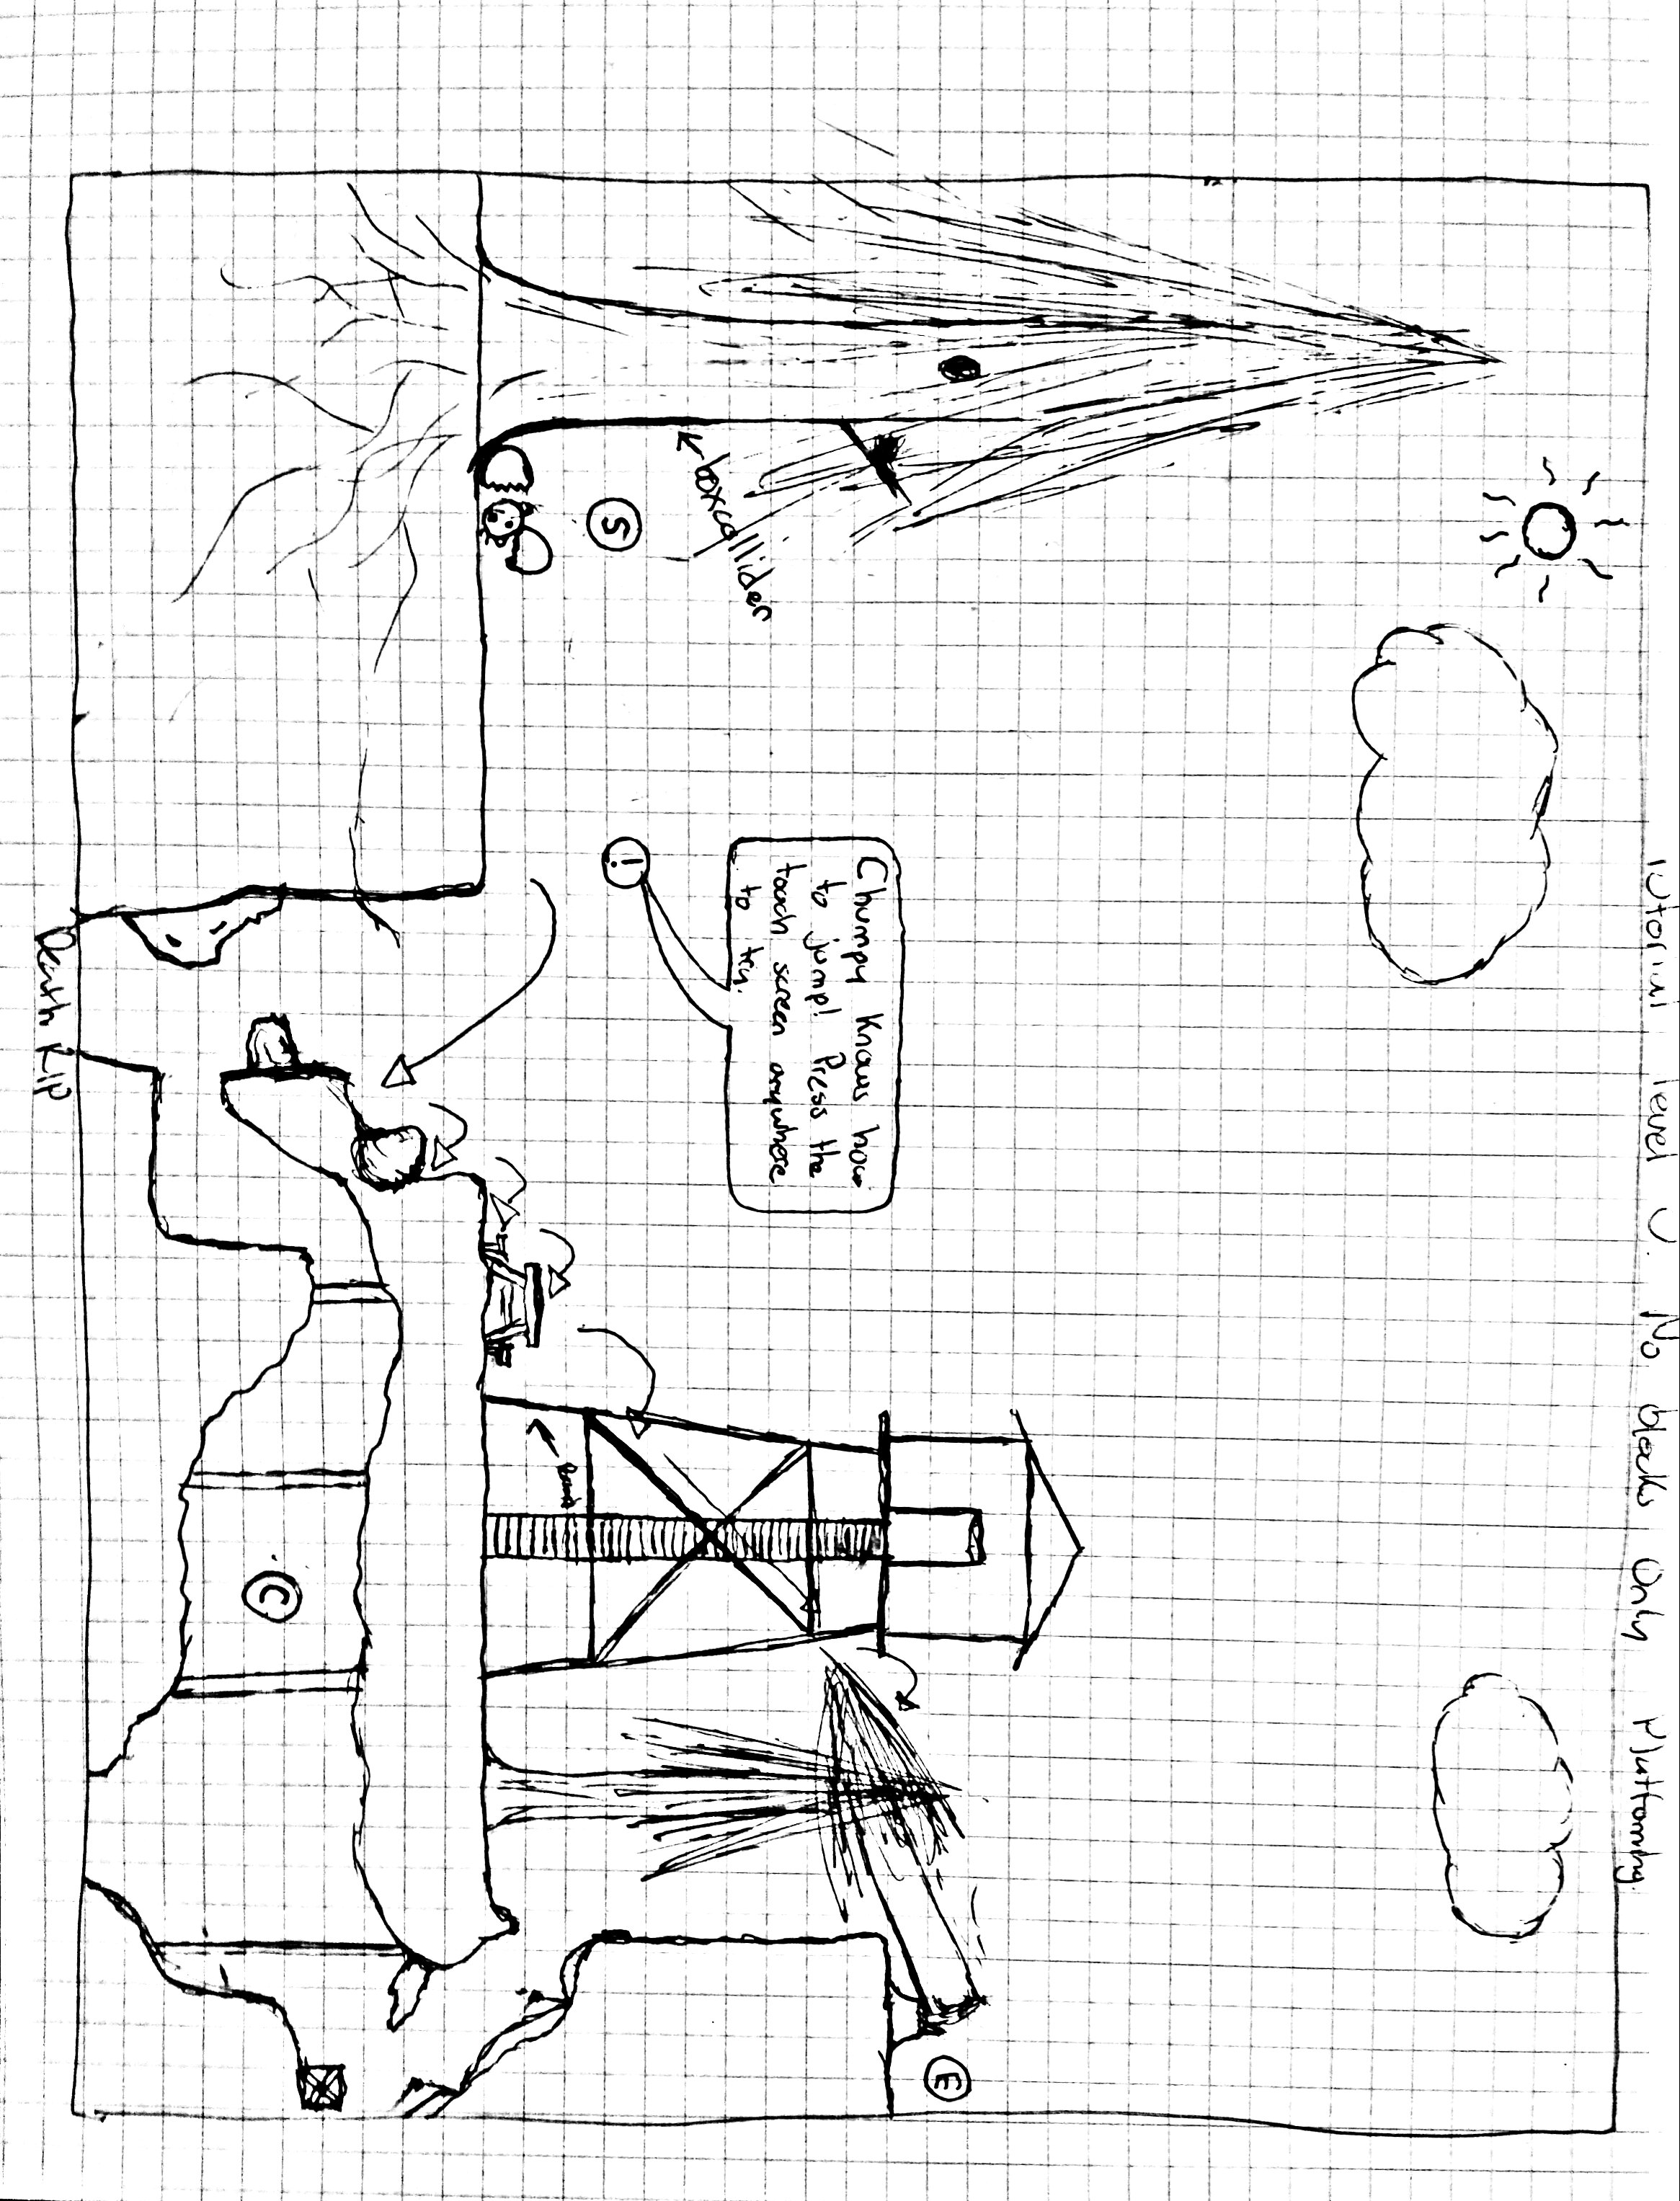 Tutorial level 0. No blocks Only Plattforming.
boxcollider
S
!
Chumpy knows how
to jump! Press the
touch screen anywhere
to try.
E
C
Death RIP